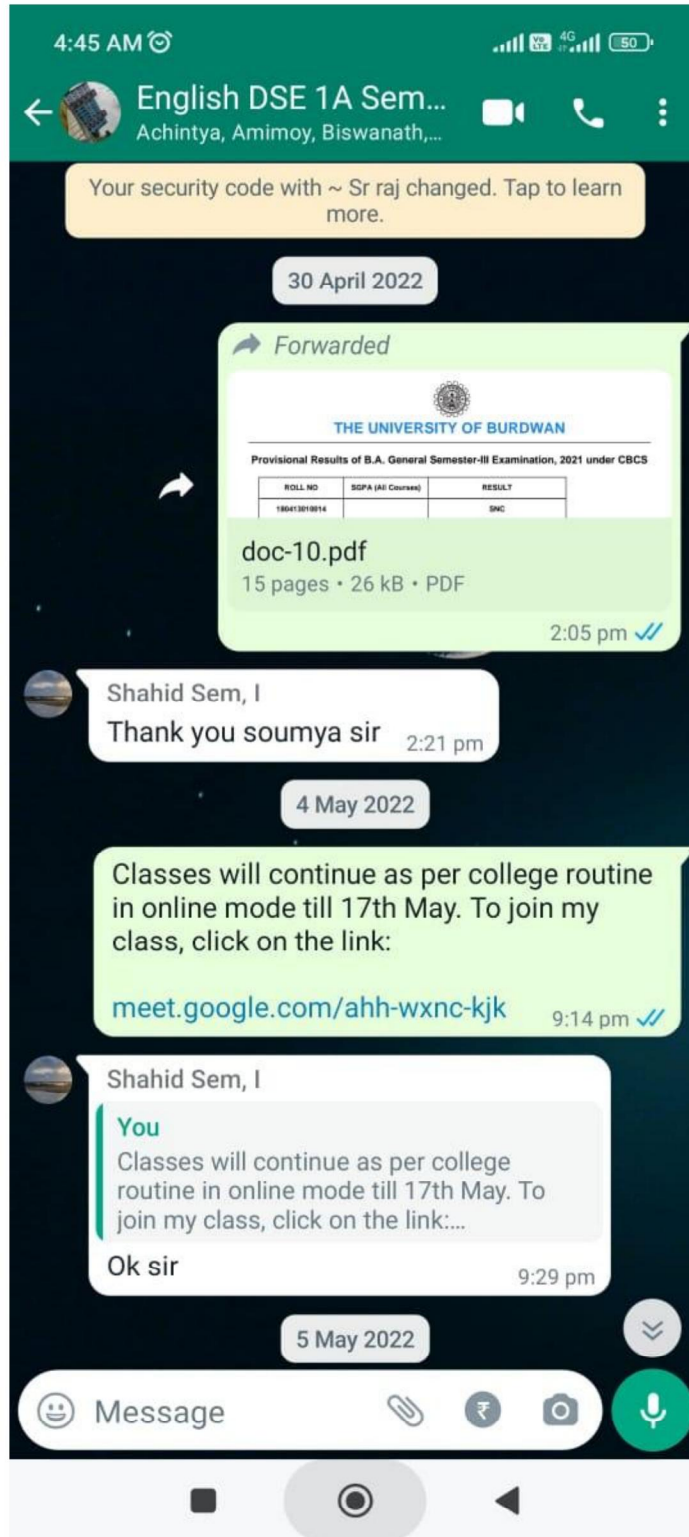 4:45 AM
Vo LTE 4G 50
English DSE 1A Sem...
Achintya, Amimoy, Biswanath,...
Your security code with ~ Sr raj changed. Tap to learn
more.
30 April 2022
Forwarded
THE UNIVERSITY OF BURDWAN
Provisional Results of B.A. General Semester-III Examination, 2021 under CBCS
ROLL NO SGPA (All Courses) RESULT
180413010014 SNC
doc-10.pdf
15 pages • 26 kB • PDF
2:05 pm
Shahid Sem, I
Thank you soumya sir 2:21 pm
4 May 2022
Classes will continue as per college routine
in online mode till 17th May. To join my
class, click on the link:
meet.google.com/ahh-wxnc-kjk 9:14 pm
Shahid Sem, I
You
Classes will continue as per college
routine in online mode till 17th May. To
join my class, click on the link:...
Ok sir 9:29 pm
5 May 2022
Message ₹